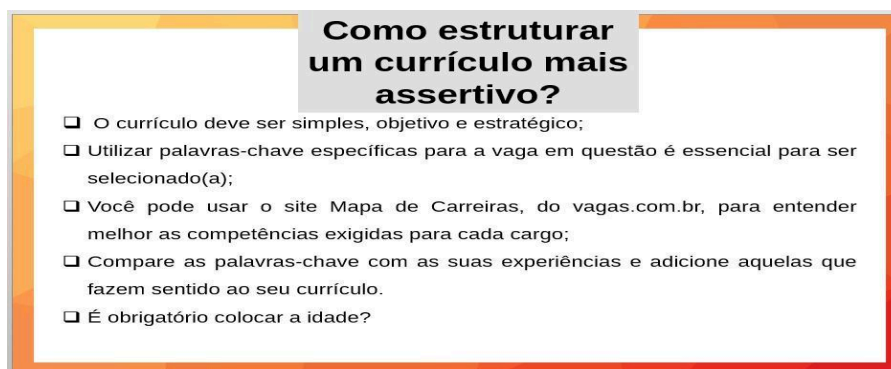 Como estruturar
um currículo mais
assertivo?
❑ O currículo deve ser simples, objetivo e estratégico;
❑ Utilizar palavras-chave específicas para a vaga em questão é essencial para ser
selecionado(a);
❑ Você pode usar o site Mapa de Carreiras, do vagas.com.br, para entender
melhor as competências exigidas para cada cargo;
❑ Compare as palavras-chave com as suas experiências e adicione aquelas que
fazem sentido ao seu currículo.
❑ É obrigatório colocar a idade?